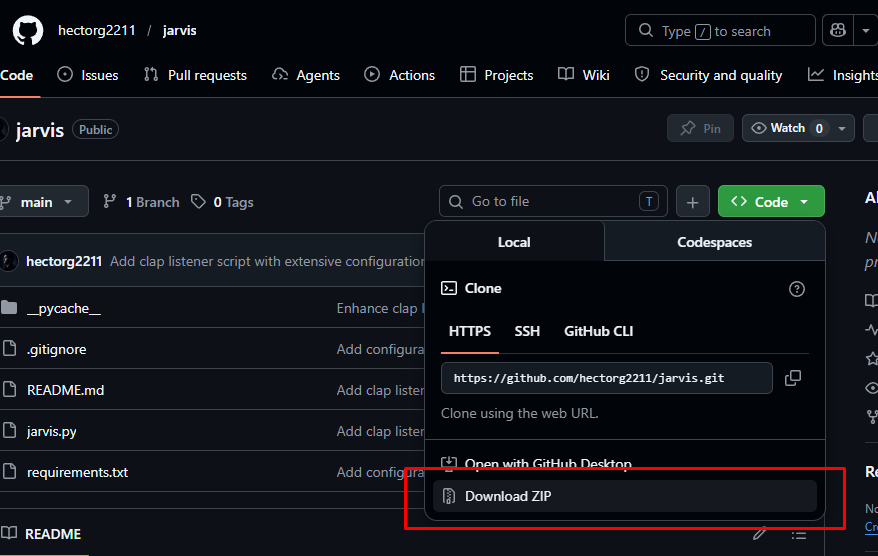 hectorg2211 / jarvis
Type / to search
Code Issues Pull requests Agents Actions Projects Wiki Security and quality Insights
jarvis Public
Pin Watch 0
main 1 Branch 0 Tags
Go to file T + <> Code
Local Codespaces
hectorg2211 Add clap listener script with extensive configuration
Clone ?
__pycache__ Enhance clap
HTTPS SSH GitHub CLI
.gitignore Add configura
https://github.com/hectorg2211/jarvis.git
README.md Add clap listen
Clone using the web URL.
jarvis.py Add clap listen
Open with GitHub Desktop
requirements.txt Add configura
Download ZIP
README